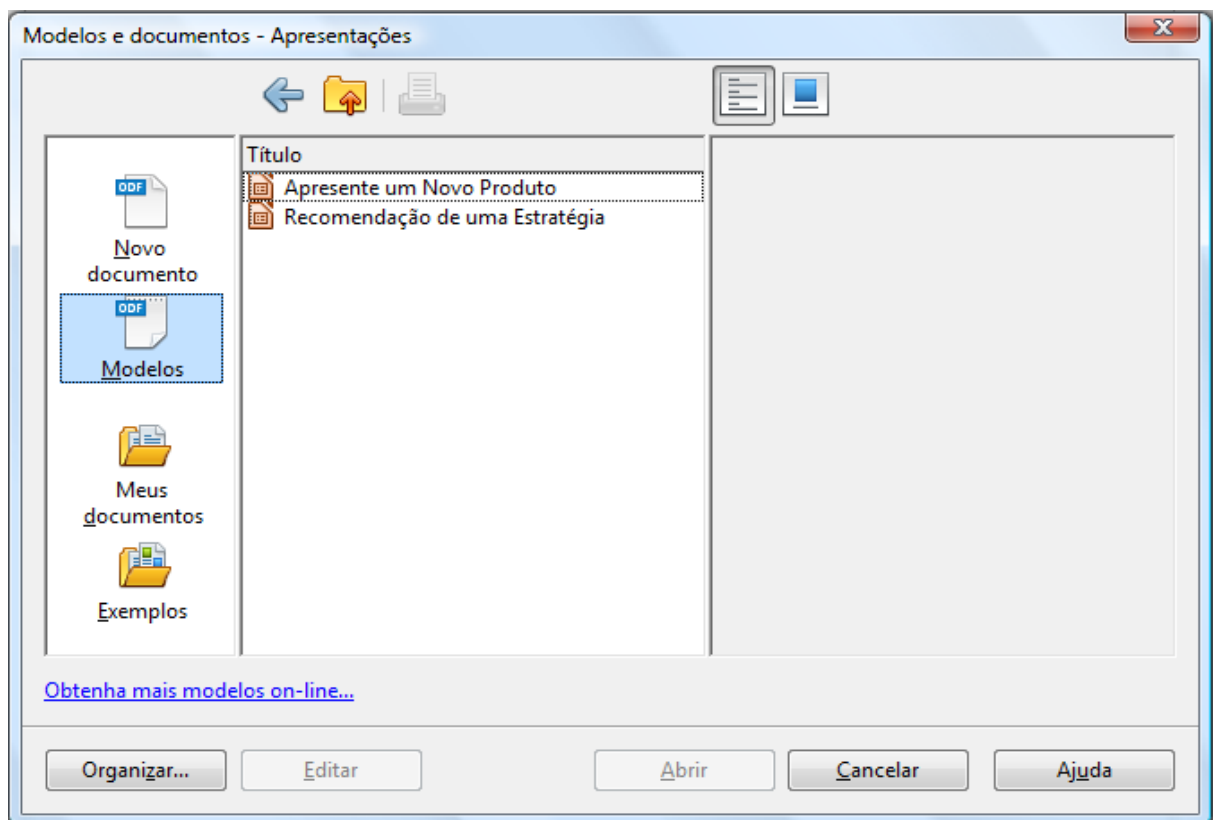 Modelos e documentos - Apresentações
Título
Apresente um Novo Produto
Recomendação de uma Estratégia
ODF
Novo
documento
ODF
Modelos
Meus
documentos
Exemplos
Obtenha mais modelos on-line...
Organizar...
Editar
Abrir
Cancelar
Ajuda